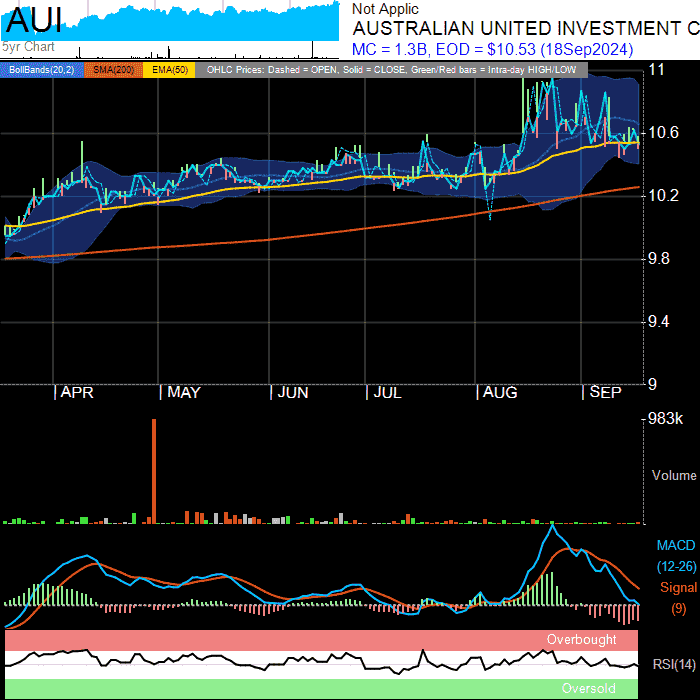 AUI
5yr Chart
Not Applic
AUSTRALIAN UNITED INVESTMENT C
MC = 1.3B, EOD = $10.53 (18Sep2024)
BollBands(20,2) SMA(200) EMA(50) OHLC Prices: Dashed = OPEN, Solid = CLOSE, Green/Red bars = Intra-day HIGH/LOW
11
10.6
10.2
9.8
9.4
9
APR MAY JUN JUL AUG SEP
983k
Volume
MACD
(12-26)
Signal
(9)
Overbought
RSI(14)
Oversold